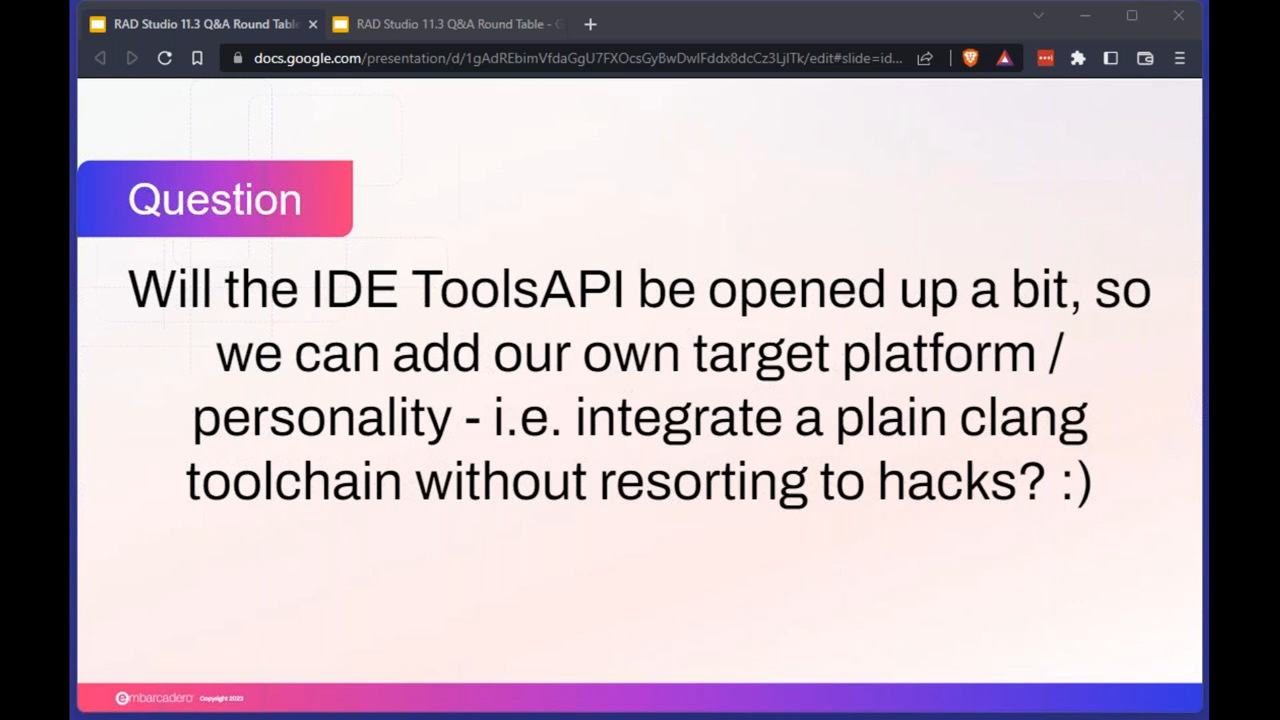 RAD Studio 11.3 Q&A Round Table
RAD Studio 11.3 Q&A Round Table - G
docs.google.com/presentation/d/1gAdREbimVfdaGgU7FXOcsGyBwDwIFddx8dcCz3LjITk/edit#slide=id...
Question
Will the IDE ToolsAPI be opened up a bit, so
we can add our own target platform /
personality - i.e. integrate a plain clang
toolchain without resorting to hacks? :)
embarcadero Copyright 2023